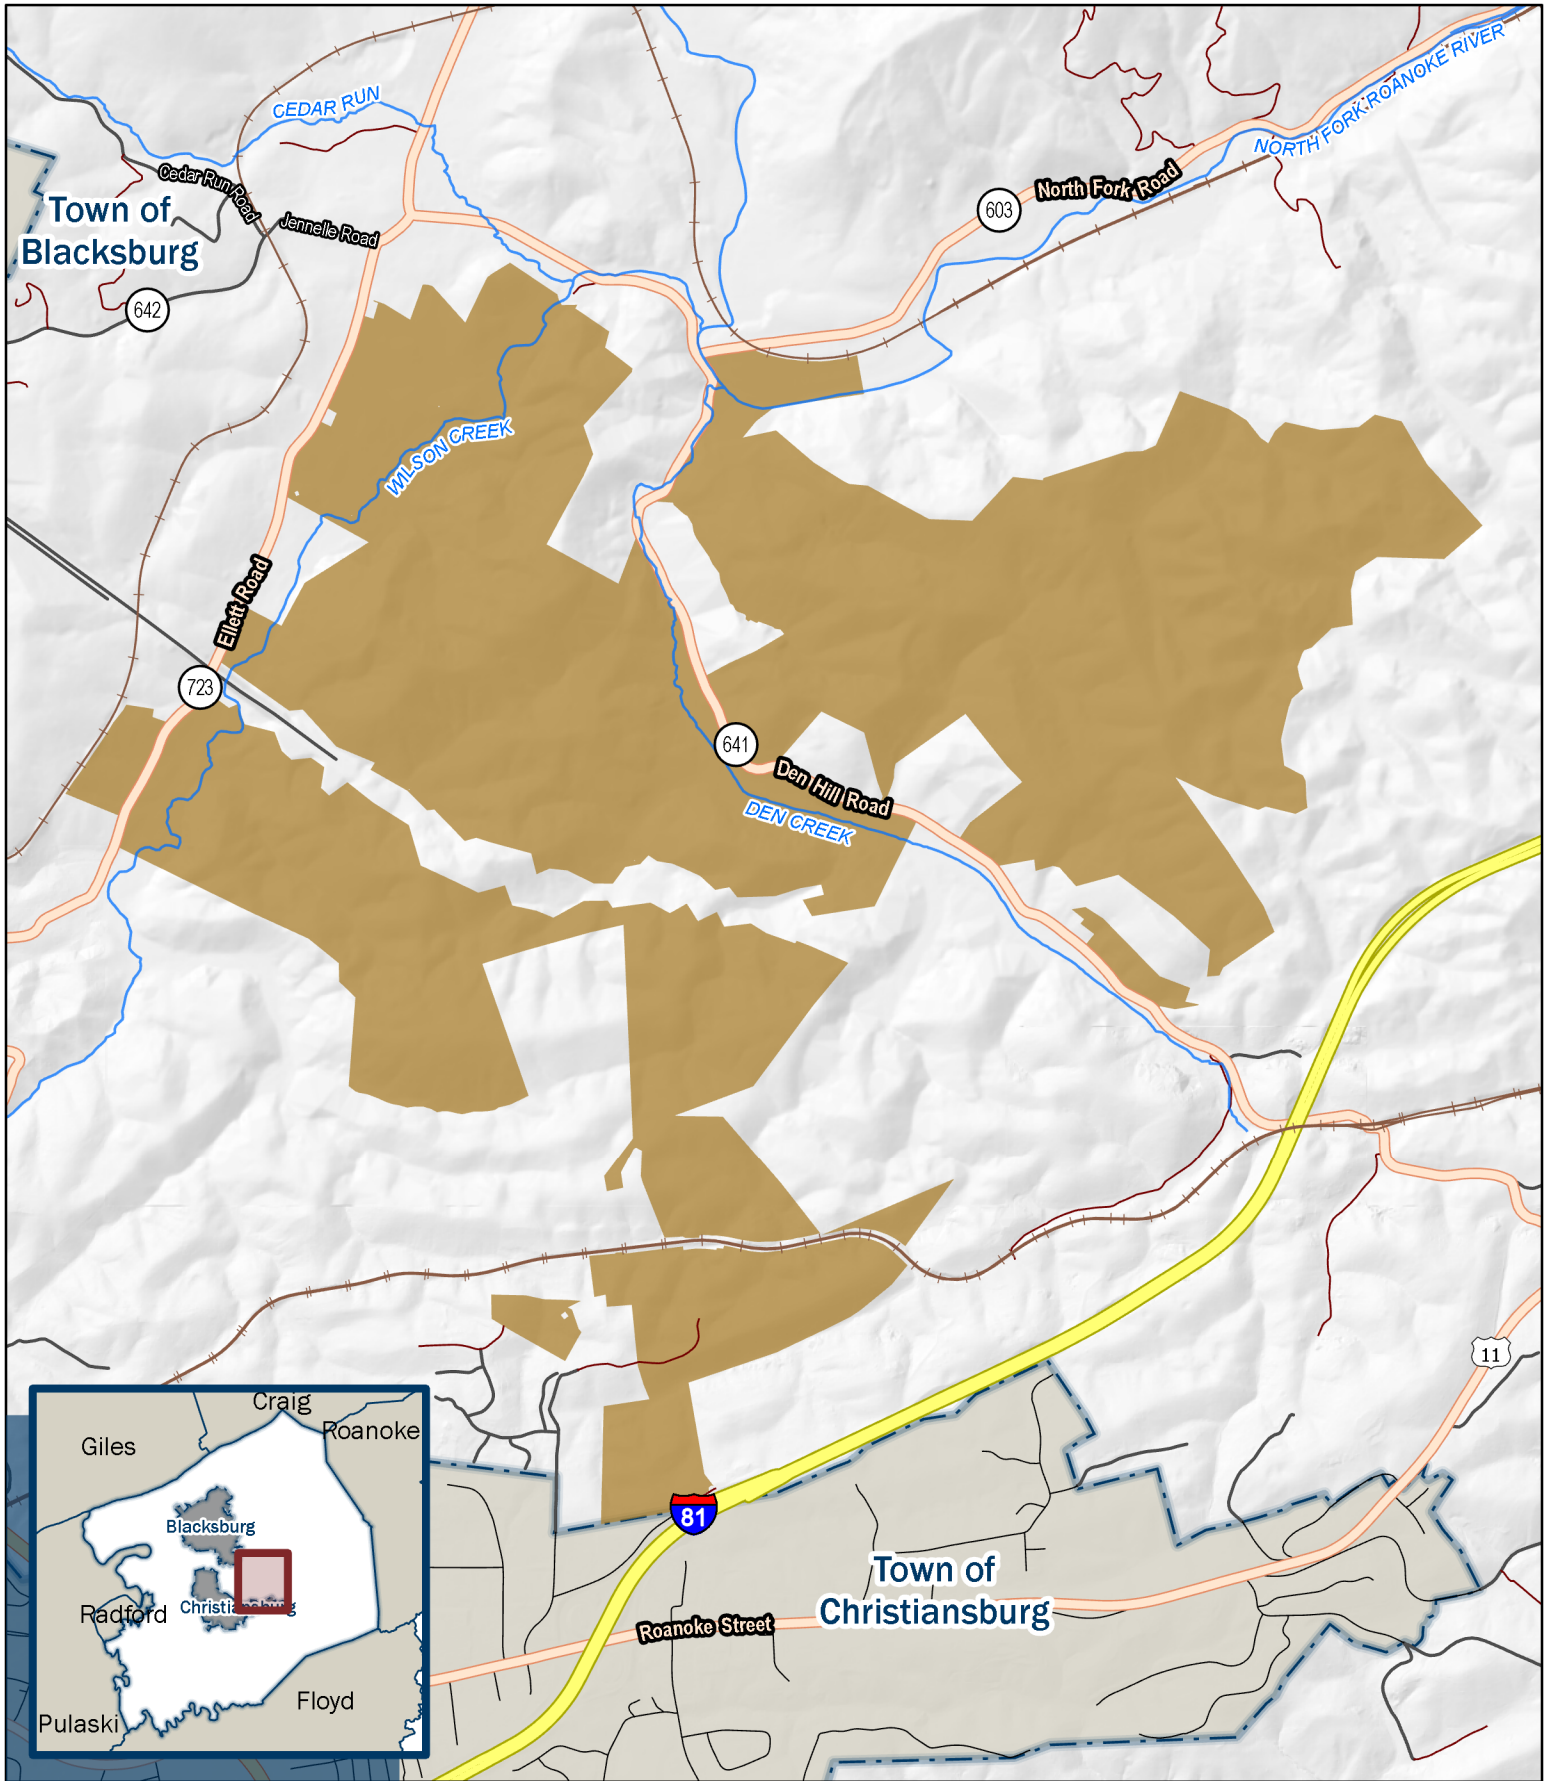 CEDAR RUN
NORTH FORK ROANOKE RIVER
Cedar Run Road
North Fork Road
603
Town of
Blacksburg
Jennelle Road
642
WILSON CREEK
Ellett Road
723
641
Den Hill Road
DEN CREEK
11
Craig
Roanoke
Giles
Blacksburg
Radford
Christiansburg
Floyd
Pulaski
81
Town of
Christiansburg
Roanoke Street